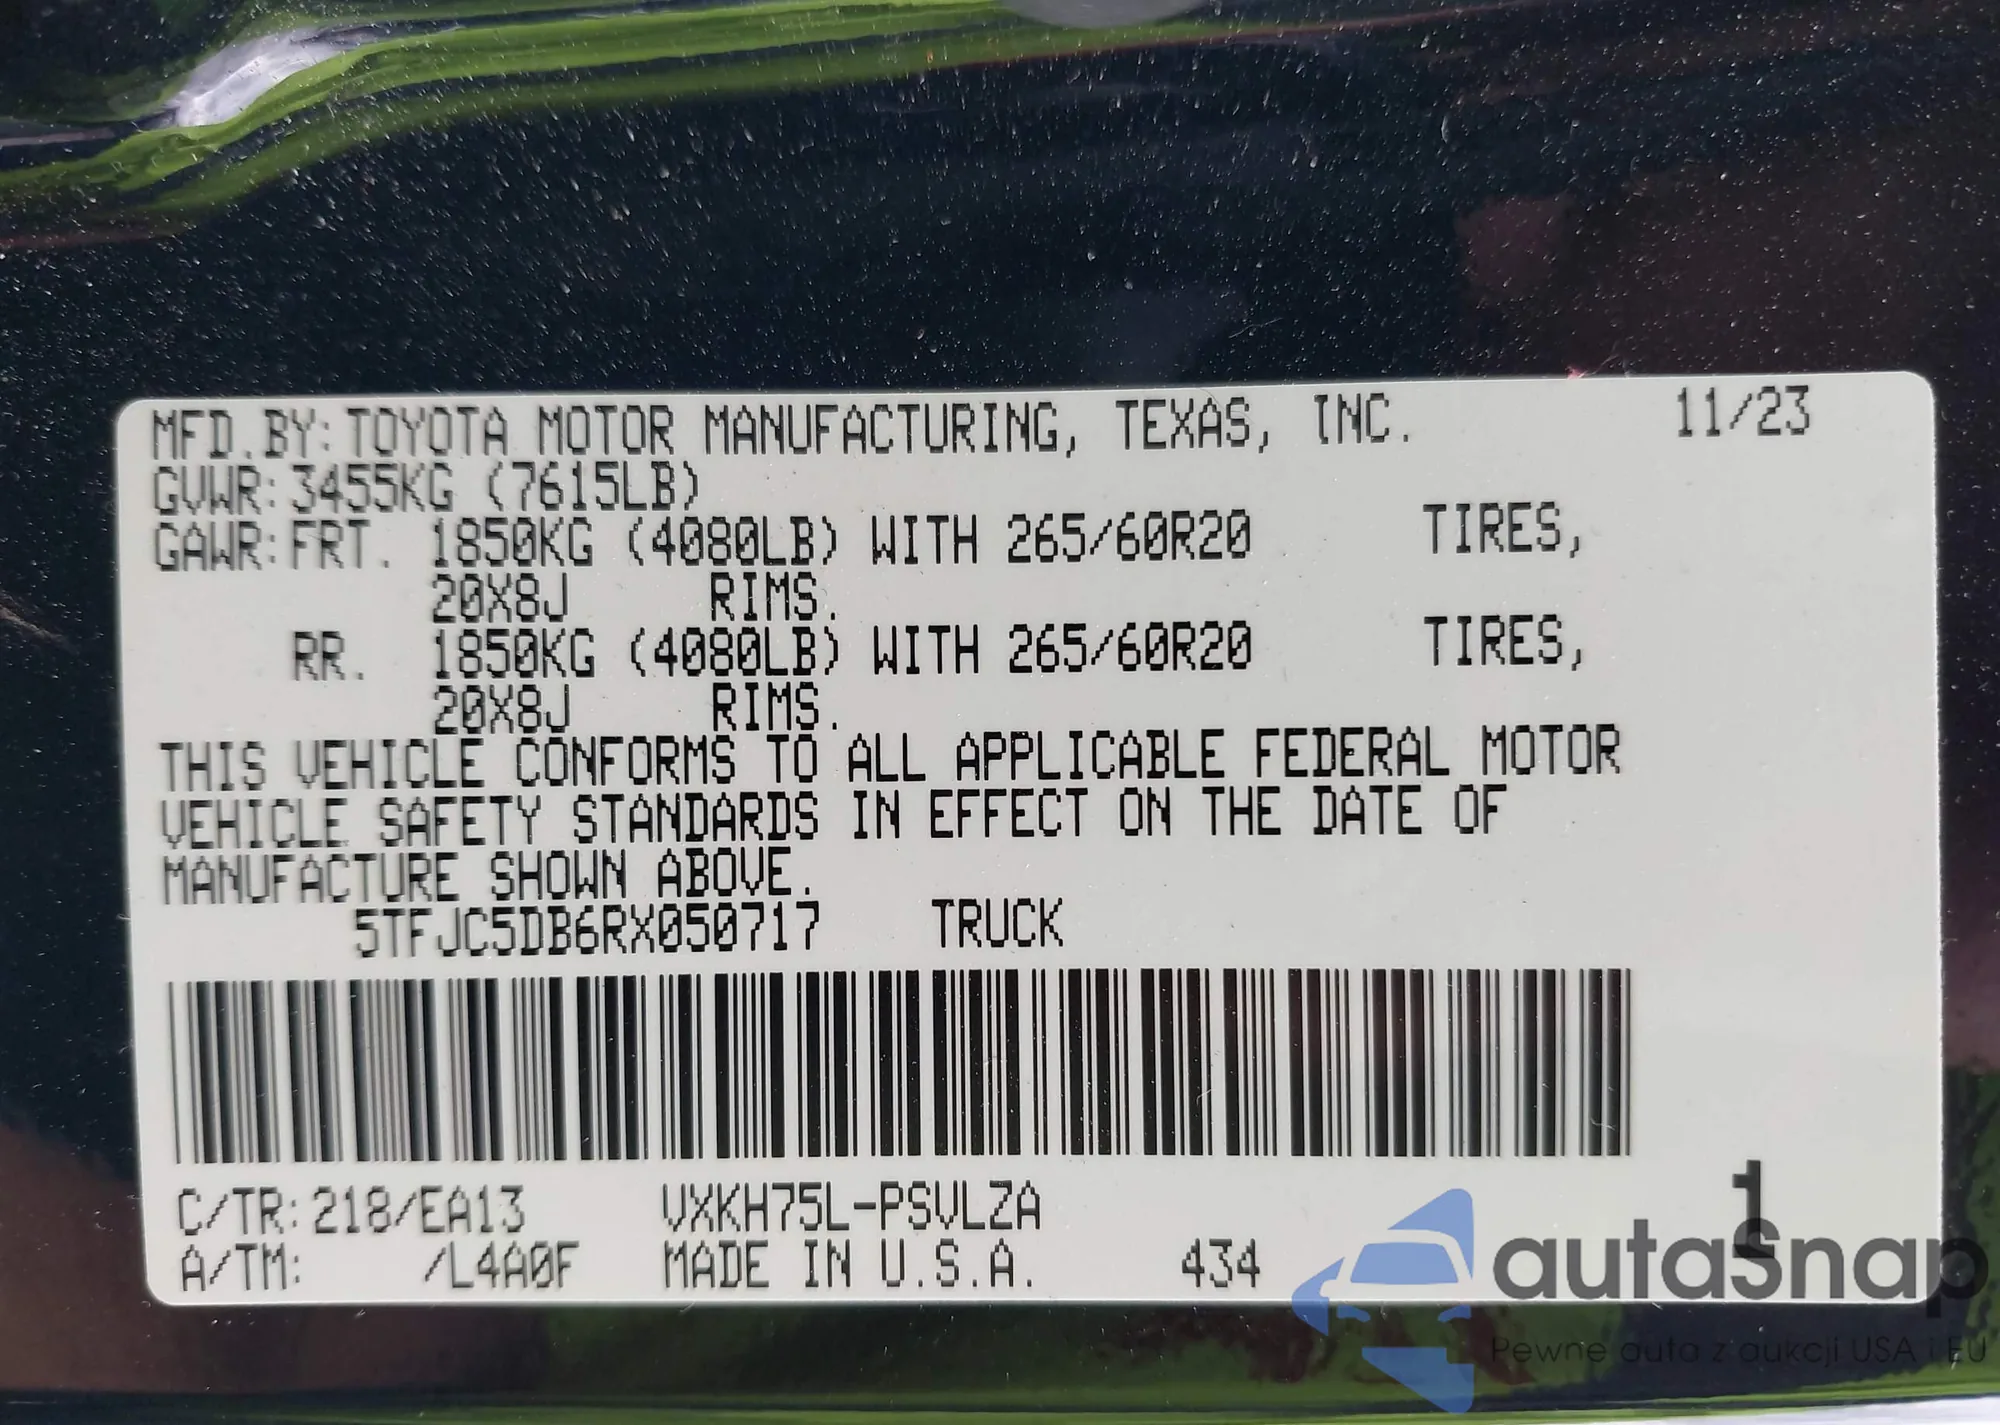 MFD.BY:TOYOTA MOTOR MANUFACTURING, TEXAS, INC. 11/23
GVWR:3455KG (7615LB)
GAWR:FRT. 1850KG (4080LB) WITH 265/60R20 TIRES,
20X8J RIMS.
RR. 1850KG (4080LB) WITH 265/60R20 TIRES,
20X8J RIMS.
THIS VEHICLE CONFORMS TO ALL APPLICABLE FEDERAL MOTOR
VEHICLE SAFETY STANDARDS IN EFFECT ON THE DATE OF
MANUFACTURE SHOWN ABOVE.
5TFJC5DB6RX050717 TRUCK
C/TR:218/EA13 VXKH75L-PSVLZA 1
A/TM: /L4A0F MADE IN U.S.A. 434
autasnap
Pewne auta z aukcji USA i EU